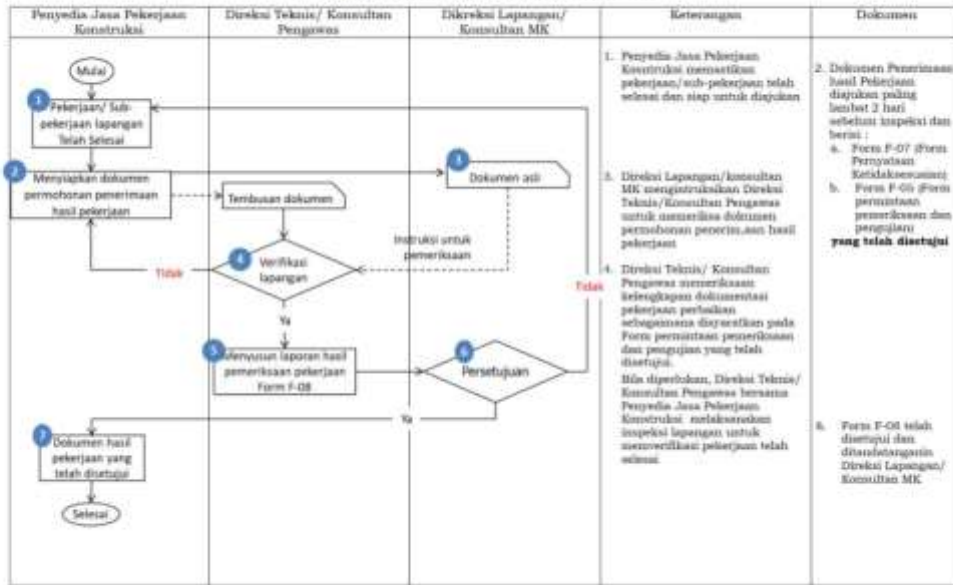 Penyedia Jasa Pekerjaan
Konstruksi
Direksi Teknis/ Konsultan
Pengawas
Dikreksi Lapangan/
Konsultan MK
Keterangan
Dokumen
Mulai
1
Pekerjaan/ Sub-
pekerjaan lapangan
Telah Selesai
2
Menyiapkan dokumen
permohonan penerimaan
hasil pekerjaan
Tembusan dokumen
3
Dokumen asli
Instruksi untuk
pemeriksaan
4
Verifikasi
lapangan
Tidak
Ya
5
Menyusun laporan hasil
pemeriksaan pekerjaan
Form F-08
6
Persetujuan
Tidak
Ya
7
Dokumen hasil
pekerjaan yang
telah disetujui
Selesai
1. Penyedia Jasa Pekerjaan
Konstruksi memastikan
pekerjaan/sub-pekerjaan telah
selesai dan siap untuk diajukan
3. Direksi Lapangan/konsultan
MK menginstruksikan Direksi
Teknis/Konsultan Pengawas
untuk memeriksa dokumen
permohonan penerim,aan hasil
pekerjaan
4. Direksi Teknis/ Konsultan
Pengawas memeriksaan
kelengkapan dokumentasi
pekerjaan perbaikan
sebagaimana disyaratkan pada
Form permintaan pemeriksaan
dan pengujian yang telah
disetujui.
Bila diperlukan, Direksi Teknis/
Konsultan Pengawas bersama
Penyedia Jasa Pekerjaan
Konstruksi melaksanakan
inspeksi lapangan untuk
memverifikasi pekerjaan telah
selesai
2. Dokumen Penerimaan
hasil Pekerjaan
diajukan paling
lambat 2 hari
sebelum inspeksi dan
berisi :
a. Form F-07 (Form
Pernyataan
Ketidaksesuaian)
b. Form F-05 (Form
permintaan
pemeriksaan dan
pengujian)
yang telah disetujui
6. Form F-08 telah
disetujui dan
ditandatanganin
Direksi Lapangan/
Konsultan MK